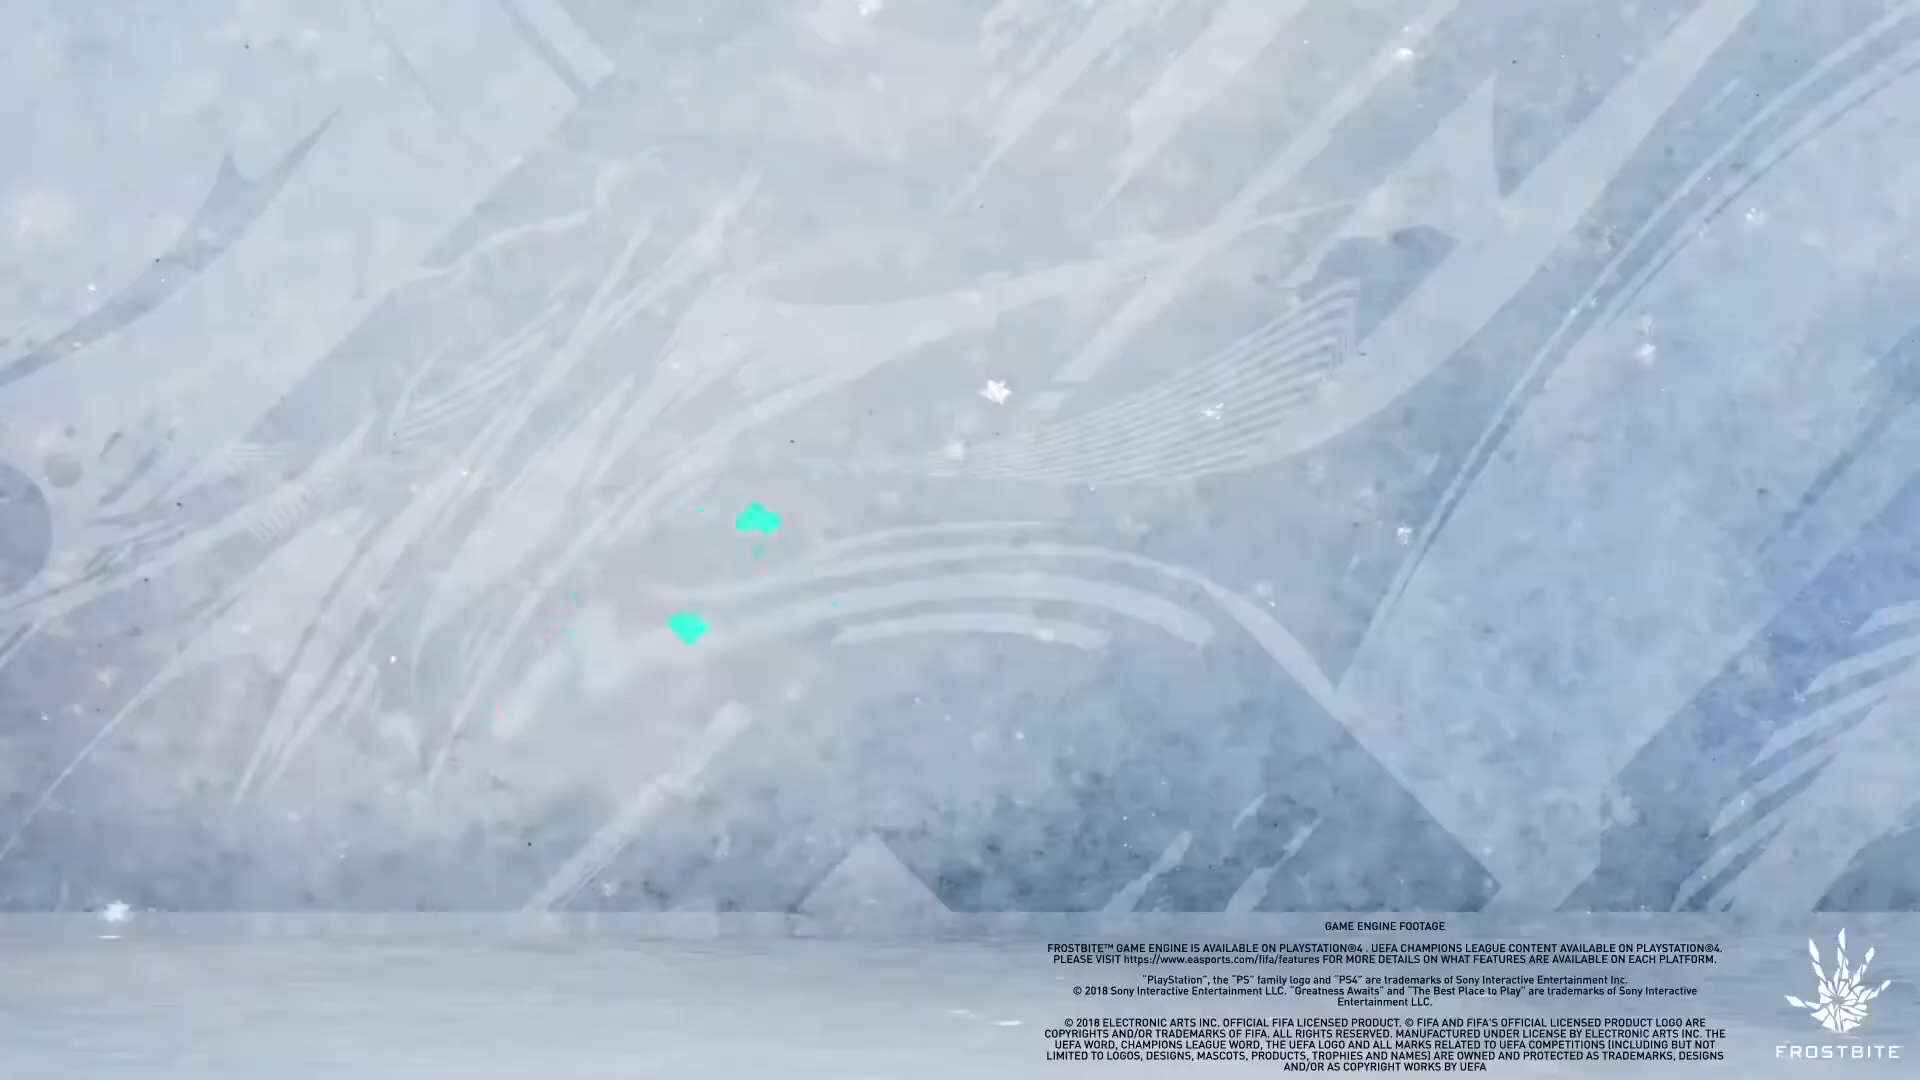 GAME ENGINE FOOTAGE
FROSTBITE™ GAME ENGINE IS AVAILABLE ON PLAYSTATION®4 . UEFA CHAMPIONS LEAGUE CONTENT AVAILABLE ON PLAYSTATION®4.
PLEASE VISIT https://www.easports.com/fifa/features FOR MORE DETAILS ON WHAT FEATURES ARE AVAILABLE ON EACH PLATFORM.
"PlayStation", the "PS" family logo and "PS4" are trademarks of Sony Interactive Entertainment Inc.
© 2018 Sony Interactive Entertainment LLC. "Greatness Awaits" and "The Best Place to Play" are trademarks of Sony Interactive
Entertainment LLC.
© 2018 ELECTRONIC ARTS INC. OFFICIAL FIFA LICENSED PRODUCT. © FIFA AND FIFA'S OFFICIAL LICENSED PRODUCT LOGO ARE
COPYRIGHTS AND/OR TRADEMARKS OF FIFA. ALL RIGHTS RESERVED. MANUFACTURED UNDER LICENSE BY ELECTRONIC ARTS INC. THE
UEFA WORD, CHAMPIONS LEAGUE WORD, THE UEFA LOGO AND ALL MARKS RELATED TO UEFA COMPETITIONS (INCLUDING BUT NOT
LIMITED TO LOGOS, DESIGNS, MASCOTS, PRODUCTS, TROPHIES AND NAMES) ARE OWNED AND PROTECTED AS TRADEMARKS, DESIGNS
AND/OR AS COPYRIGHT WORKS BY UEFA
FROSTBITE